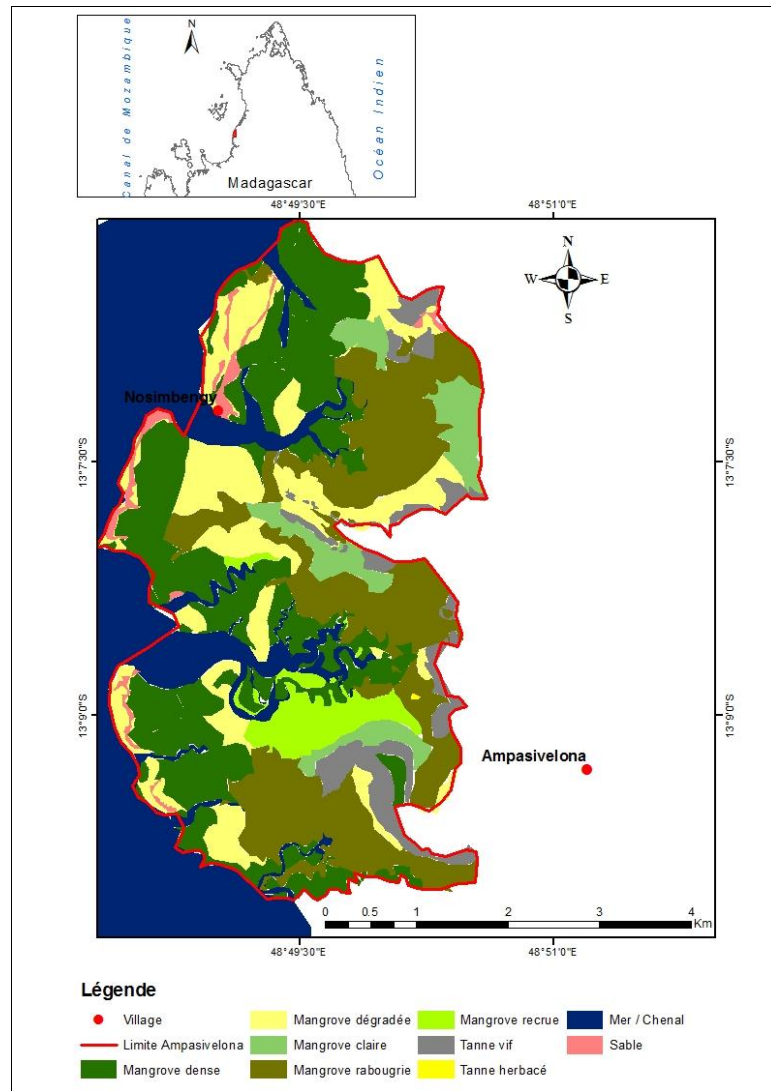 N
Canal de Mozambique
Océan Indien
Madagascar
48°49'30"E 48°51'0"E
N
W E
S
Nosimbengy
13°7'30"S 13°7'30"S
13°9'0"S 13°9'0"S
Ampasivelona
0 0.5 1 2 3 4
Km
48°49'30"E 48°51'0"E
Légende
Village Mangrove dégradée Mangrove recrue Mer / Chenal
Limite Ampasivelona Mangrove claire Tanne vif Sable
Mangrove dense Mangrove rabougrie Tanne herbacé